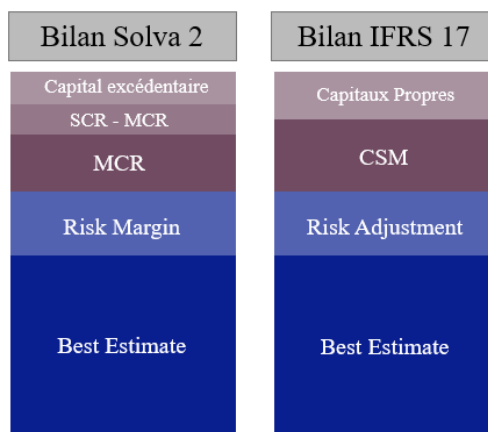 Bilan Solva 2
Capital excédentaire
SCR - MCR
MCR
Risk Margin
Best Estimate
Bilan IFRS 17
Capitaux Propres
CSM
Risk Adjustment
Best Estimate